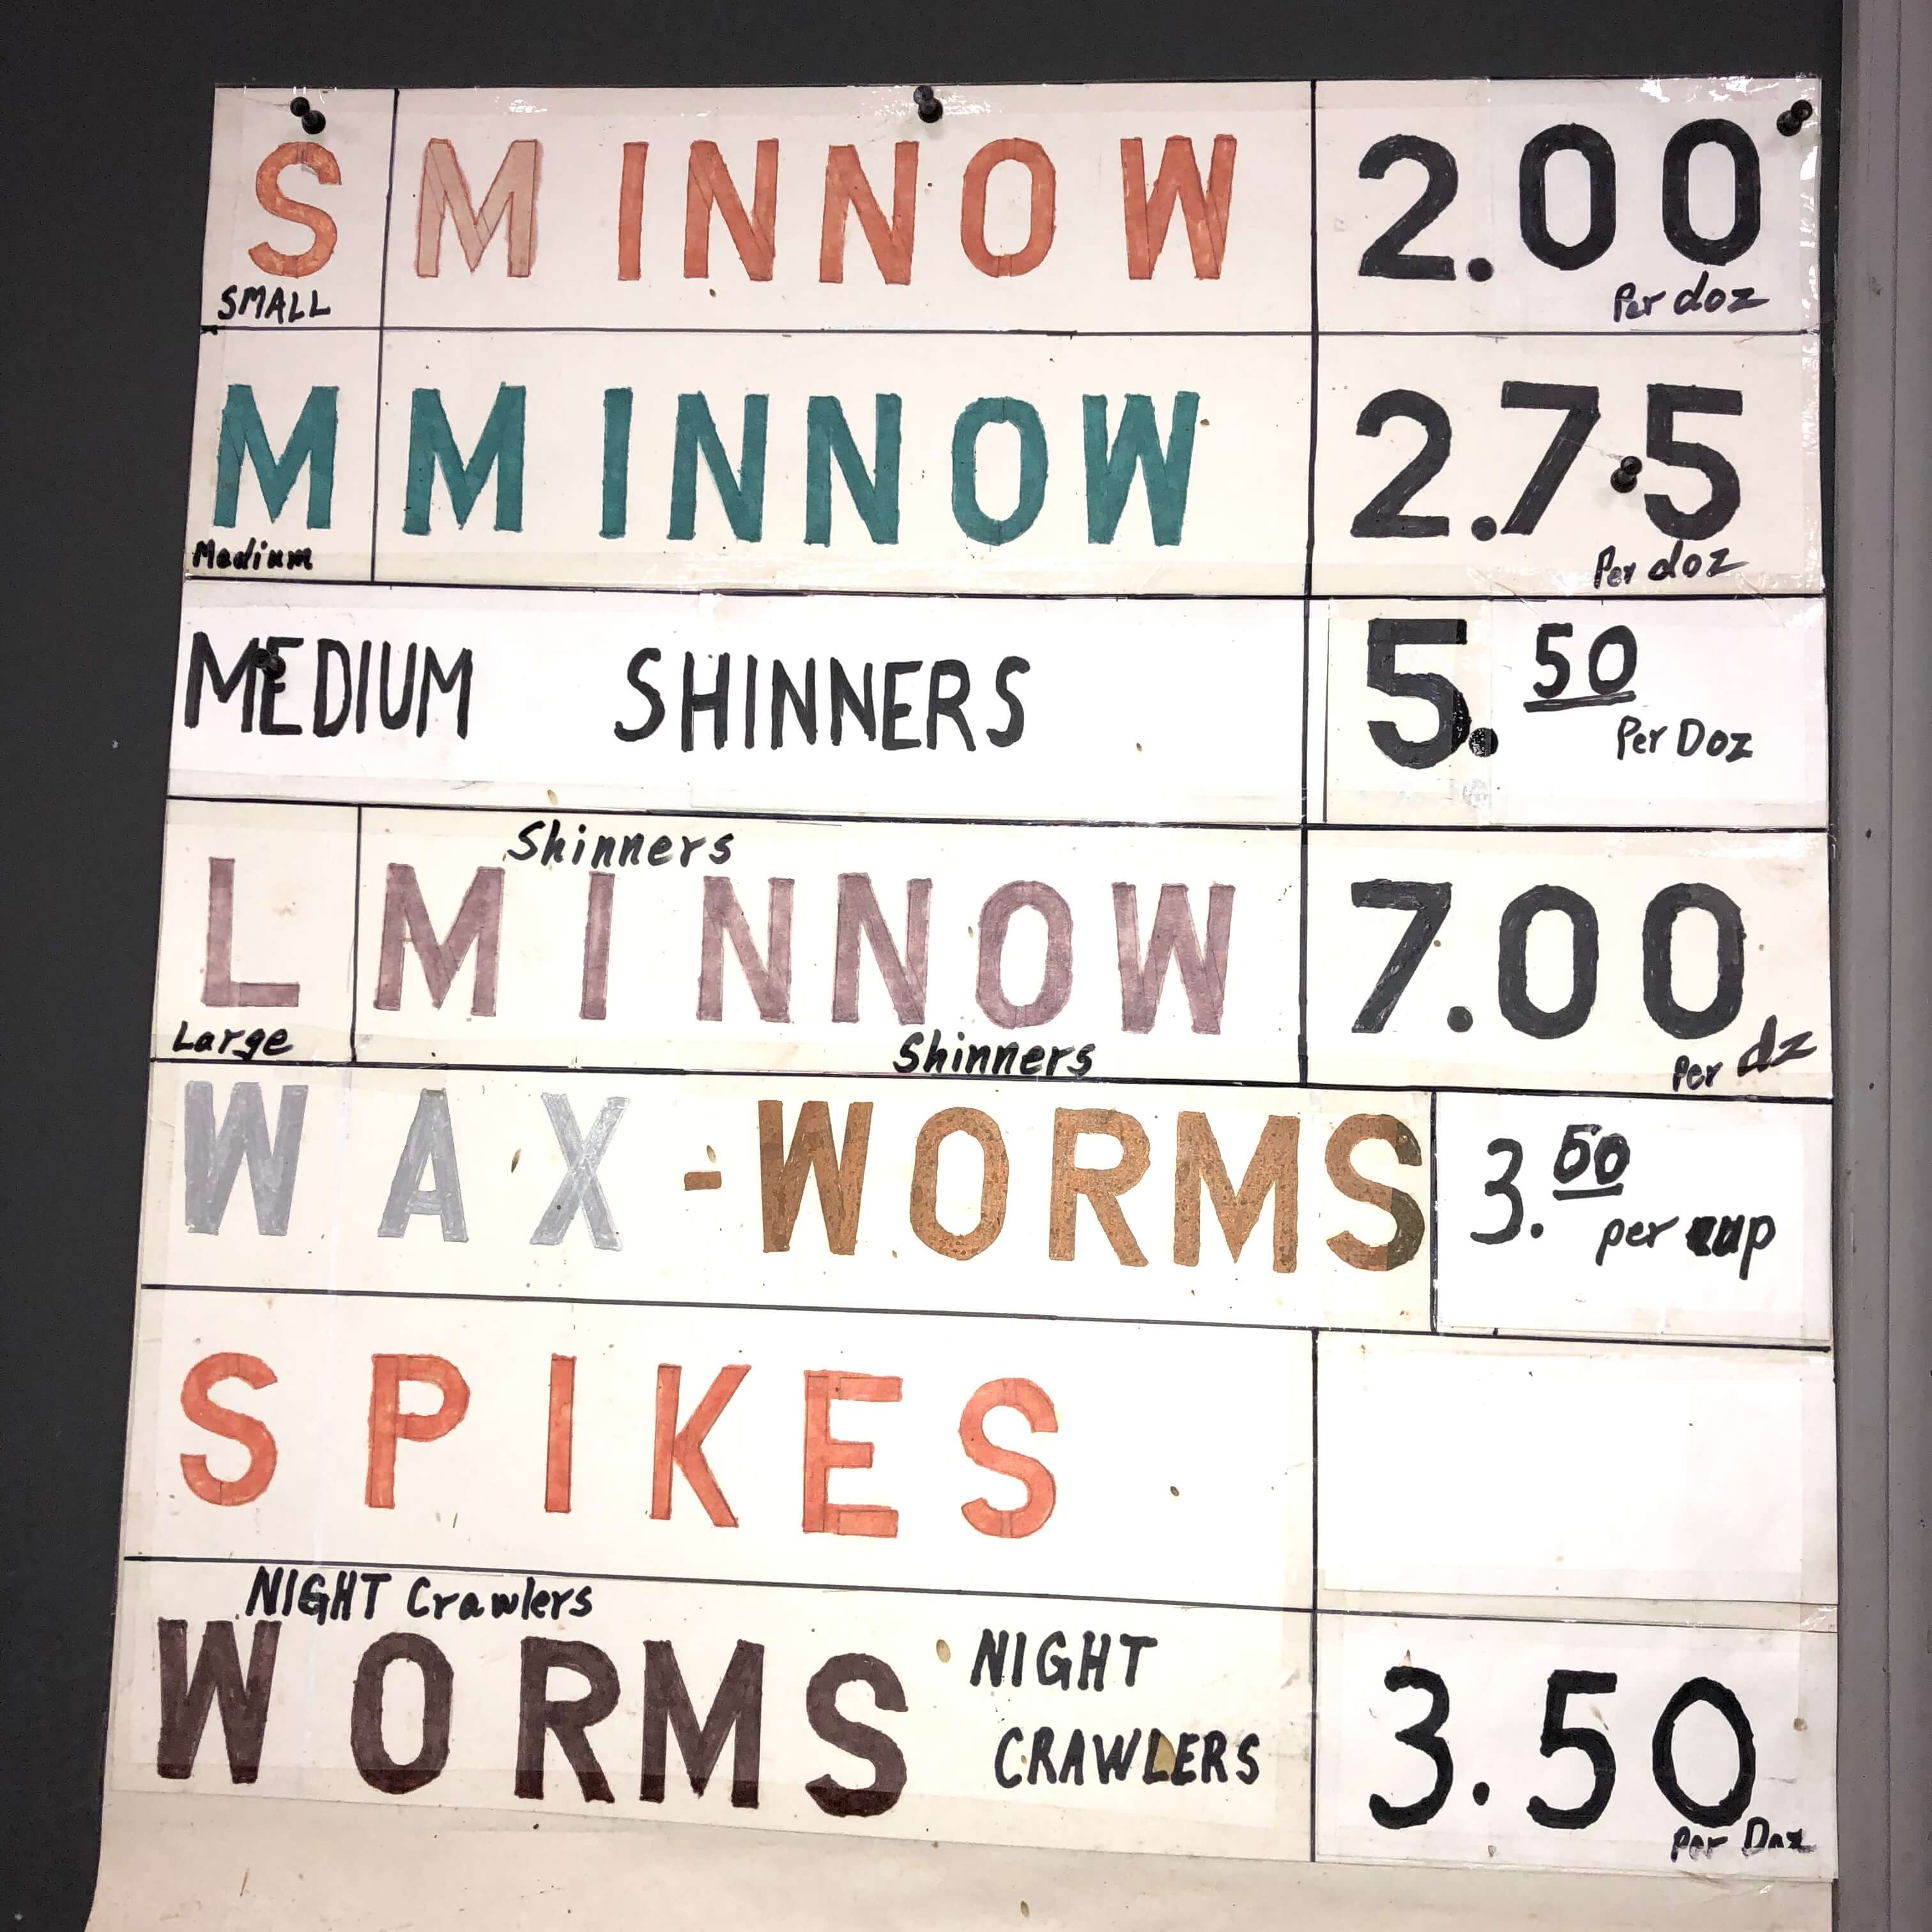 S MINNOW 2.00
SMALL Per doz
M MINNOW 2.75
Medium Per doz
MEDIUM SHINNERS 5.50
Per Doz
Shinners
L MINNOW 7.00
Large Shinners Per dz
WAX-WORMS 3.50
per cup
SPIKES
NIGHT Crawlers
WORMS NIGHT CRAWLERS 3.50
Per Doz